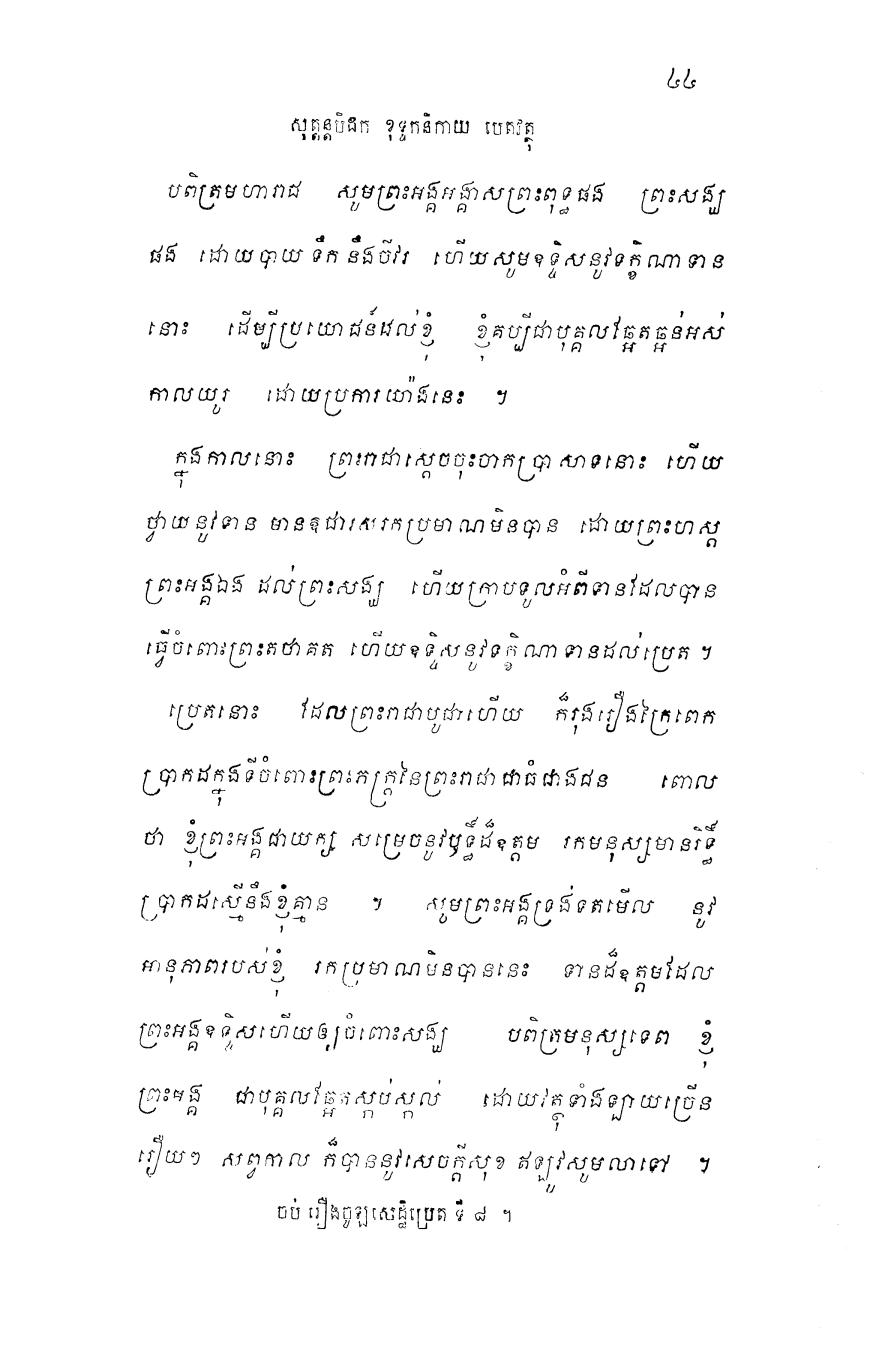 ៤៤
សុត្តន្តបិដក ខុទ្ទកនិកាយ បេតវត្ថុ
បពិត្រមហារាជ សូមព្រះអង្គអង្គាសព្រះពុទ្ធផង ព្រះសង្ឃ
ផង ដោយបាយ ទឹក នឹងចីវរ ហើយសូមឧទ្ទិសនូវទក្ខិណាទាន
នោះ ដើម្បីប្រយោជន៍ដល់ខ្ញុំ ខ្ញុំគប្បីជាបុគ្គលឆ្អែតឆ្អន់អស់
កាលយូរ ដោយប្រការយ៉ាងនេះ ។
ក្នុងកាលនោះ ព្រះរាជាស្តេចចុះចាកប្រាសាទនោះ ហើយ
ថ្វាយនូវទាន មានឱជារសរកប្រមាណមិនបាន ដោយព្រះហស្ត
ព្រះអង្គឯង ដល់ព្រះសង្ឃ ហើយក្រាបទូលអំពីទានដែលបាន
ធ្វើចំពោះព្រះតថាគត ហើយឧទ្ទិសនូវទក្ខិណាទានដល់ប្រេត ។
ប្រេតនោះ ដែលព្រះរាជាបូជាហើយ ក៏រុងរឿងក្រៃពេក
ប្រាកដក្នុងទីចំពោះព្រះភក្ត្រនៃព្រះរាជាជាធំជាងជន ពោល
ថា ខ្ញុំព្រះអង្គជាយក្ស សម្រេចនូវឫទ្ធិ៍ដ៏ឧត្តម រកមនុស្សមានរិទ្ធិ៍
ប្រាកដស្មើនឹងខ្ញុំគ្មាន ។ សូមព្រះអង្គទ្រង់ទតមើល នូវ
អានុភាពរបស់ខ្ញុំ រកប្រមាណមិនបាននេះ ទានដ៏ឧត្តមដែល
ព្រះអង្គឧទ្ទិសហើយឲ្យចំពោះសង្ឃ បពិត្រមនុស្សទេព ខ្ញុំ
ព្រះអង្គ ជាបុគ្គលឆ្អែតស្កប់ស្កល់ ដោយវត្ថុទាំងឡាយច្រើន
រឿយៗ សព្វកាល ក៏បាននូវសេចក្តីសុខ ឥឡូវសូមលាទៅ ។
ចប់ រឿងចូឡសេដ្ឋិប្រេត ទី ៨ ។